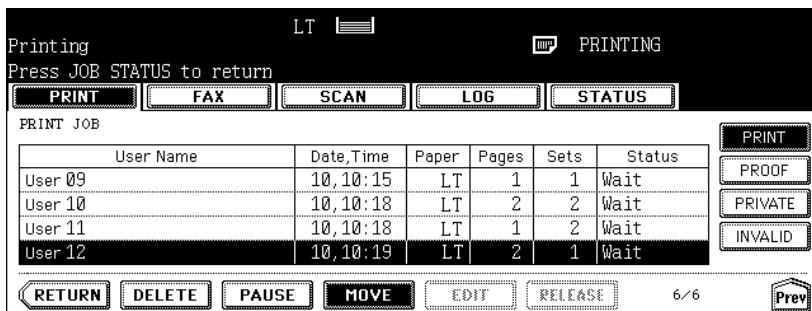 LT
Printing PRINTING
Press JOB STATUS to return
PRINT FAX SCAN LOG STATUS
PRINT JOB
User Name Date,Time Paper Pages Sets Status
User 09 10,10:15 LT 1 1 Wait
User 10 10,10:18 LT 2 2 Wait
User 11 10,10:18 LT 1 2 Wait
User 12 10,10:19 LT 2 1 Wait
PRINT
PROOF
PRIVATE
INVALID
RETURN DELETE PAUSE MOVE EDIT RELEASE 6/6 Prev